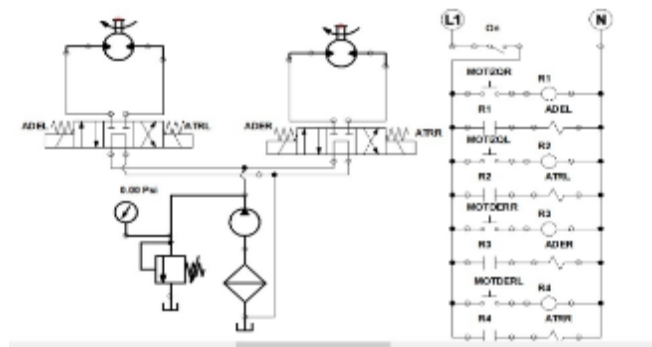 L1 N
On
MOTIZQR R1
R1 ADEL
MOTIZQL R2
R2 ATRL
MOTDERR R3
R3 ADER
MOTDERL R4
R4 ATRR
ADEL ATRL
ADER ATRR
0.00 Psi